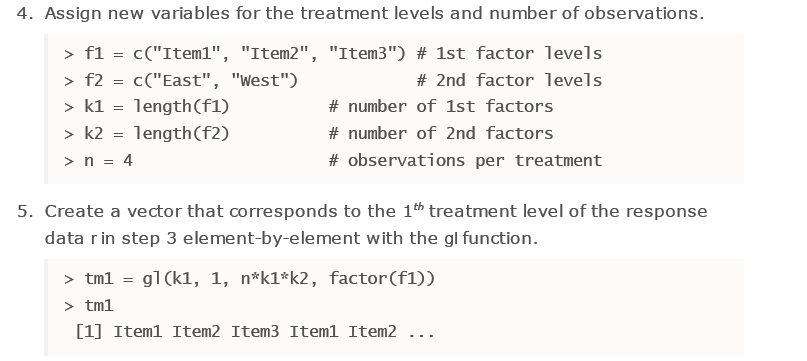 4. Assign new variables for the treatment levels and number of observations.
> f1 = c("Item1", "Item2", "Item3") # 1st factor levels
> f2 = c("East", "West")            # 2nd factor levels
> k1 = length(f1)          # number of 1st factors
> k2 = length(f2)          # number of 2nd factors
> n = 4                    # observations per treatment
5. Create a vector that corresponds to the 1th treatment level of the response
data r in step 3 element-by-element with the gl function.
> tm1 = gl(k1, 1, n*k1*k2, factor(f1))
> tm1
[1] Item1 Item2 Item3 Item1 Item2 ...